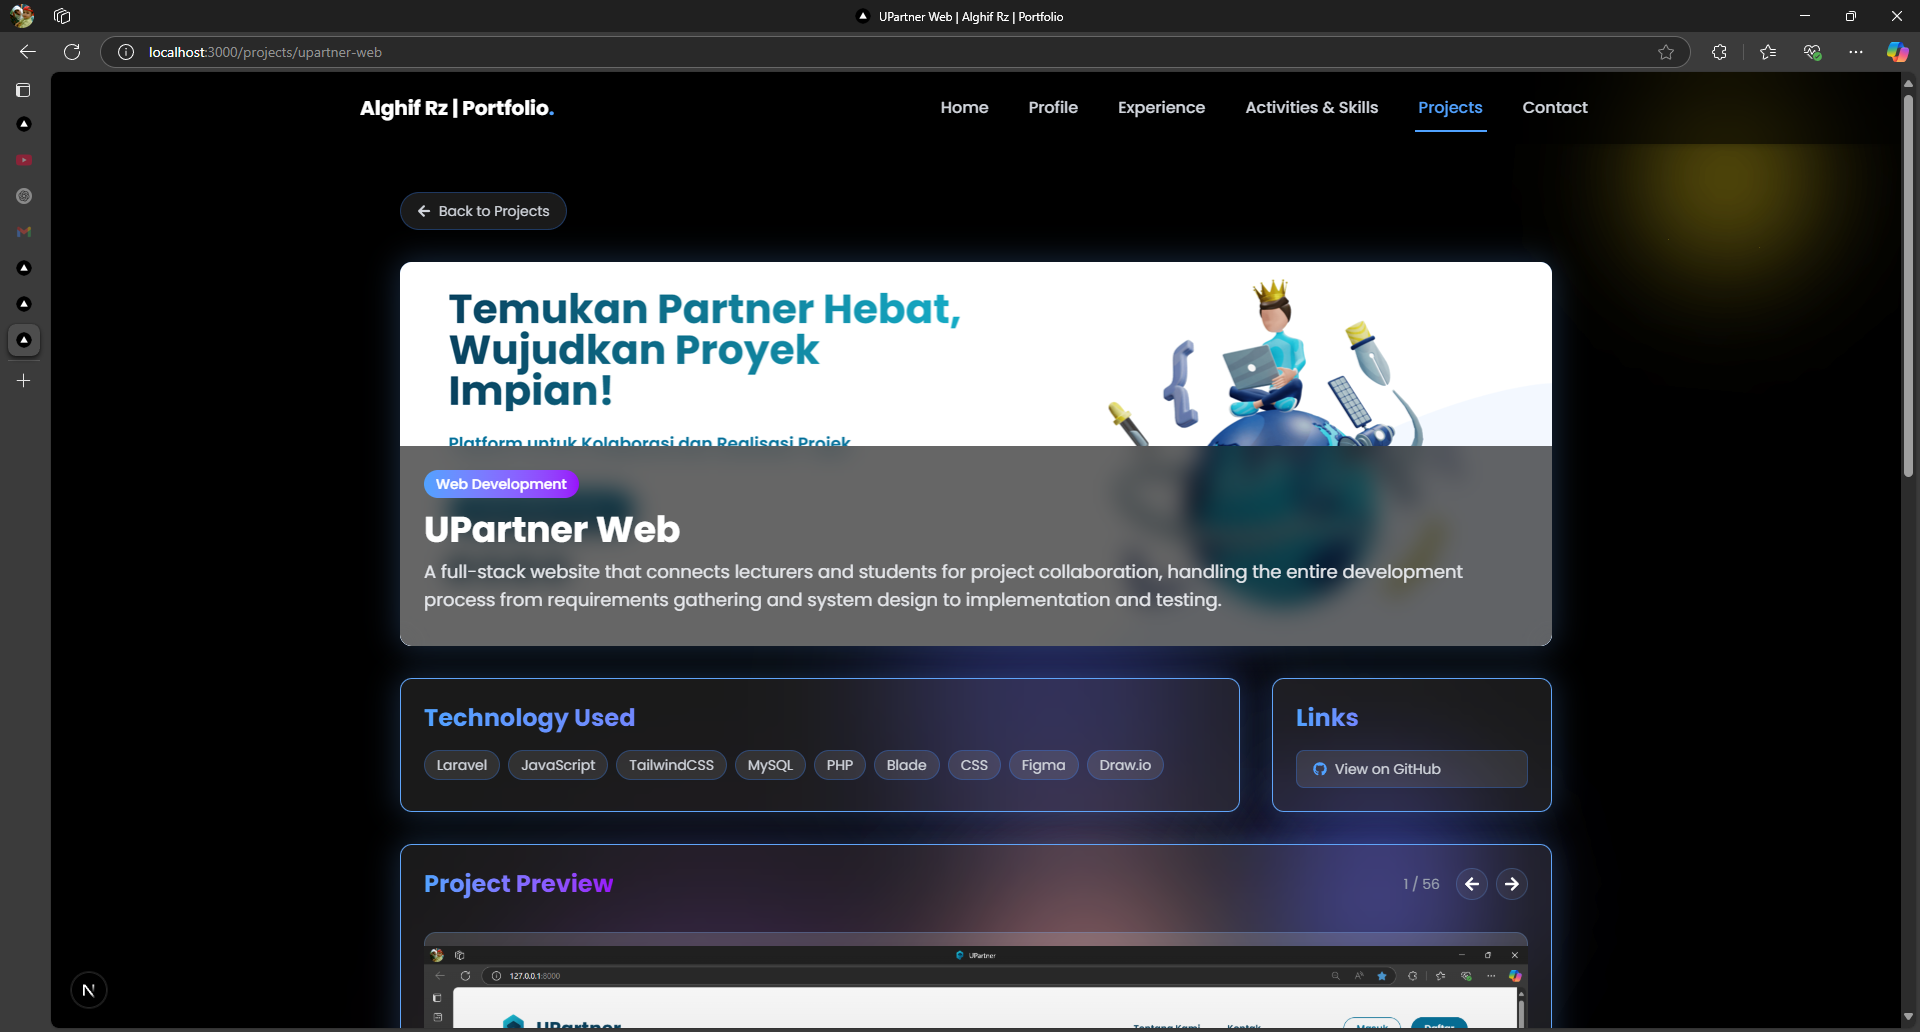 UPartner Web | Alghif Rz | Portfolio
localhost:3000/projects/upartner-web
Alghif Rz | Portfolio.
Home
Profile
Experience
Activities & Skills
Projects
Contact
Back to Projects
Temukan Partner Hebat,
Wujudkan Proyek
Impian!
Platform untuk Kolaborasi dan Realisasi Projek
Web Development
UPartner Web
A full-stack website that connects lecturers and students for project collaboration, handling the entire development
process from requirements gathering and system design to implementation and testing.
Technology Used
Laravel
JavaScript
TailwindCSS
MySQL
PHP
Blade
CSS
Figma
Draw.io
Links
View on GitHub
Project Preview
1 / 56
UPartner
127.0.0.1:8000
UPartner
Tentang Kami
Kontak
Masuk
Daftar
N